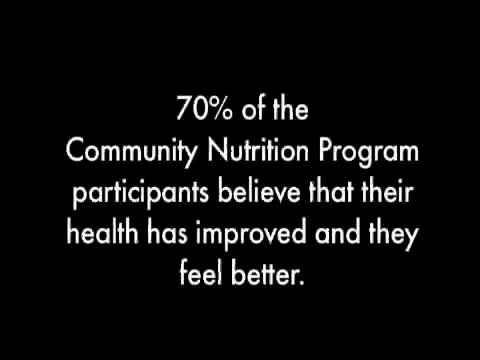 70% of the
Community Nutrition Program
participants believe that their
health has improved and they
feel better.